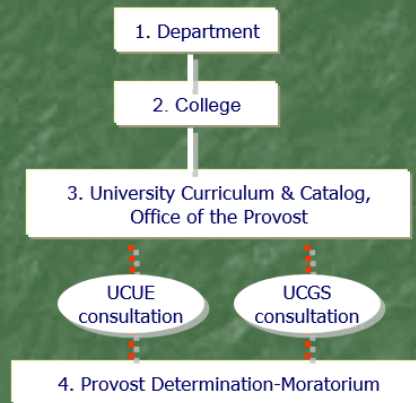 1. Department
2. College
3. University Curriculum & Catalog,
Office of the Provost
UCUE
consultation
UCGS
consultation
4. Provost Determination-Moratorium